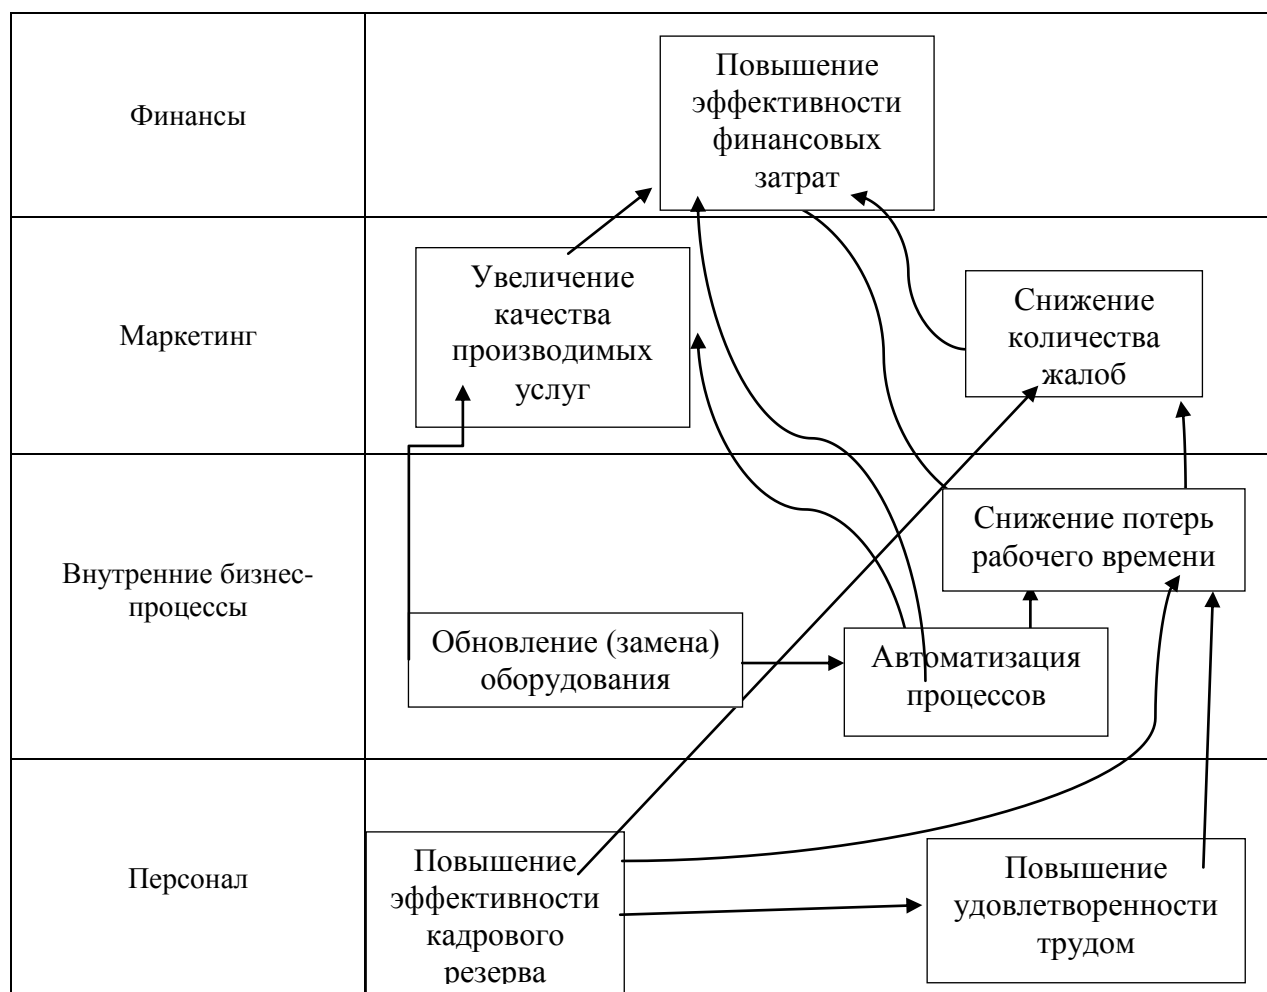 Финансы
Повышение
эффективности
финансовых
затрат
Маркетинг
Увеличение
качества
производимых
услуг
Снижение
количества
жалоб
Внутренние бизнес-
процессы
Снижение потерь
рабочего времени
Обновление (замена)
оборудования
Автоматизация
процессов
Персонал
Повышение
эффективности
кадрового
резерва
Повышение
удовлетворенности
трудом